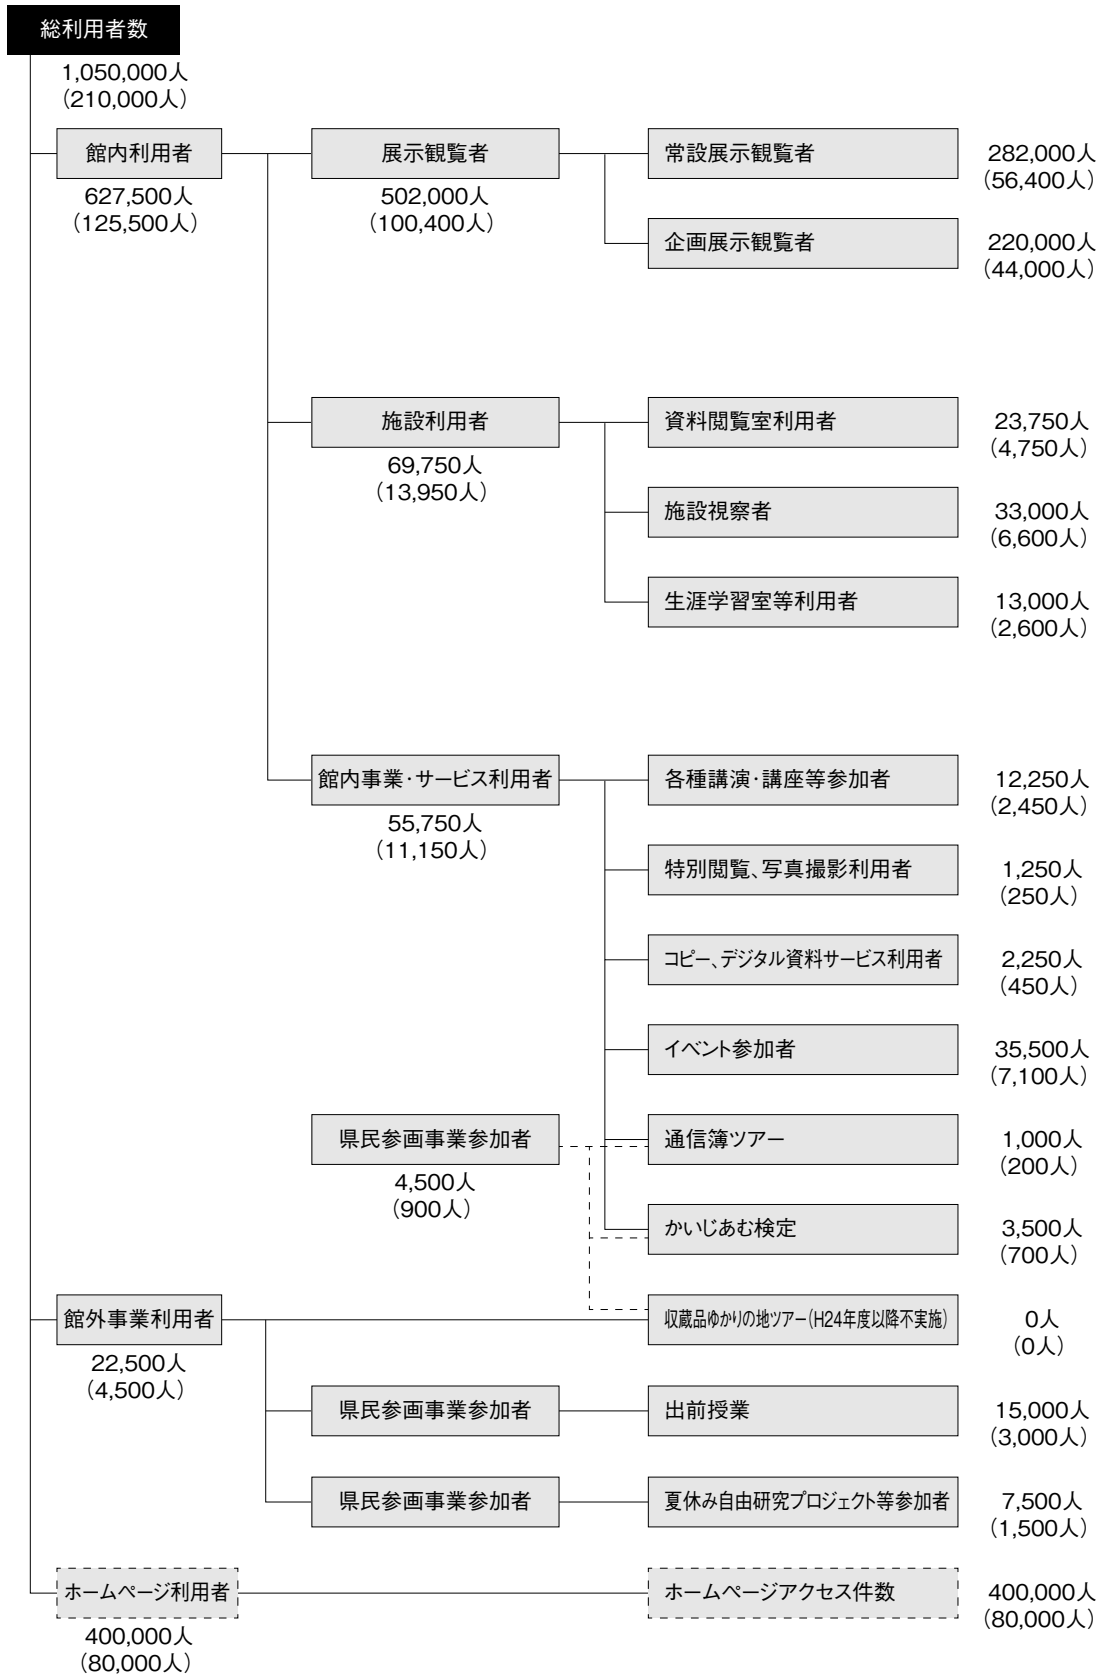 総利用者数
1,050,000人
(210,000人)
館内利用者
627,500人
(125,500人)
展示観覧者
502,000人
(100,400人)
常設展示観覧者
282,000人
(56,400人)
企画展示観覧者
220,000人
(44,000人)
施設利用者
69,750人
(13,950人)
資料閲覧室利用者
23,750人
(4,750人)
施設視察者
33,000人
(6,600人)
生涯学習室等利用者
13,000人
(2,600人)
館内事業・サービス利用者
55,750人
(11,150人)
各種講演・講座等参加者
12,250人
(2,450人)
特別閲覧、写真撮影利用者
1,250人
(250人)
コピー、デジタル資料サービス利用者
2,250人
(450人)
イベント参加者
35,500人
(7,100人)
県民参画事業参加者
4,500人
(900人)
通信簿ツアー
1,000人
(200人)
かいじあむ検定
3,500人
(700人)
収蔵品ゆかりの地ツアー(H24年度以降不実施)
0人
(0人)
館外事業利用者
22,500人
(4,500人)
県民参画事業参加者
出前授業
15,000人
(3,000人)
県民参画事業参加者
夏休み自由研究プロジェクト等参加者
7,500人
(1,500人)
ホームページ利用者
400,000人
(80,000人)
ホームページアクセス件数
400,000人
(80,000人)